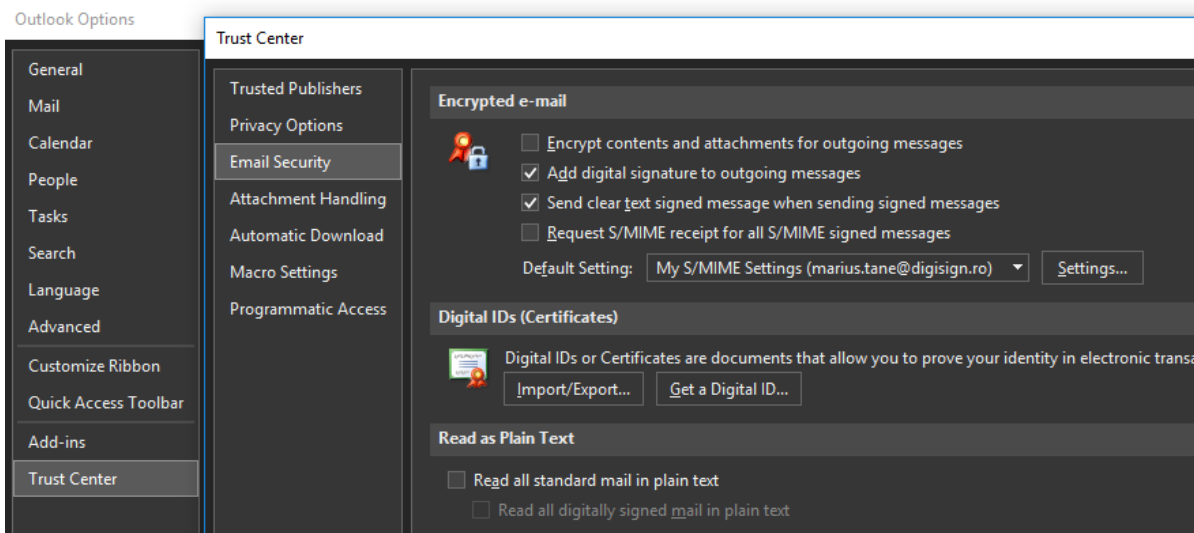 Outlook Options
General
Mail
Calendar
People
Tasks
Search
Language
Advanced
Customize Ribbon
Quick Access Toolbar
Add-ins
Trust Center
Trust Center
Trusted Publishers
Privacy Options
Email Security
Attachment Handling
Automatic Download
Macro Settings
Programmatic Access
Encrypted e-mail
Encrypt contents and attachments for outgoing messages
Add digital signature to outgoing messages
Send clear text signed message when sending signed messages
Request S/MIME receipt for all S/MIME signed messages
Default Setting: My S/MIME Settings (marius.tane@digisign.ro) Settings...
Digital IDs (Certificates)
Digital IDs or Certificates are documents that allow you to prove your identity in electronic transa
Import/Export... Get a Digital ID...
Read as Plain Text
Read all standard mail in plain text
Read all digitally signed mail in plain text